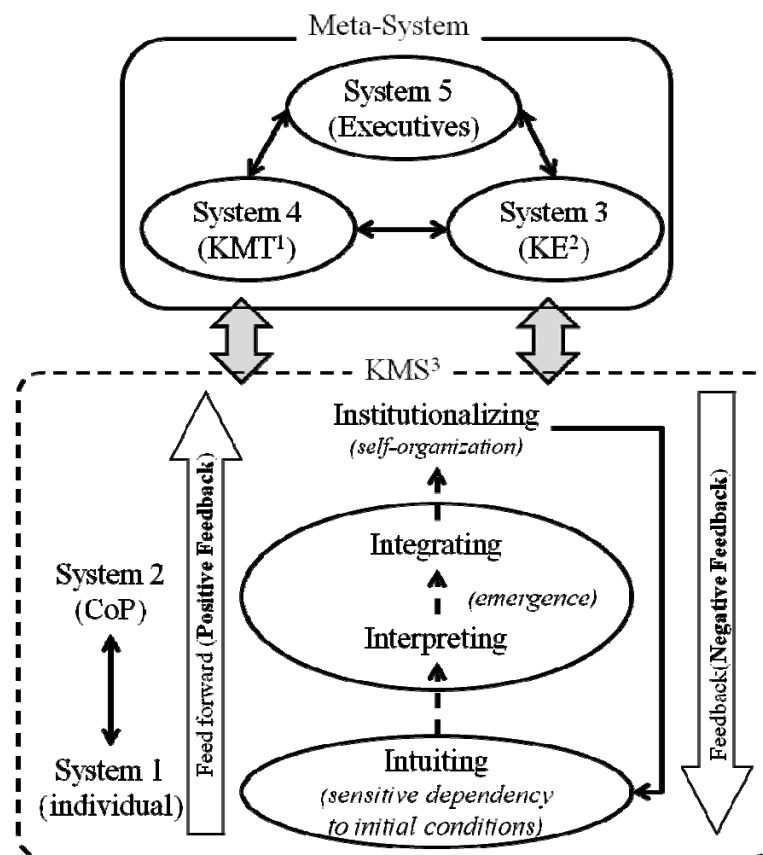 Meta-System
System 5
(Executives)
System 4
(KMT¹)
System 3
(KE²)
KMS³
Institutionalizing
(self-organization)
Integrating
(emergence)
Interpreting
Intuiting
(sensitive dependency
to initial conditions)
System 2
(CoP)
System 1
(individual)
Feed forward (Positive Feedback)
Feedback(Negative Feedback)